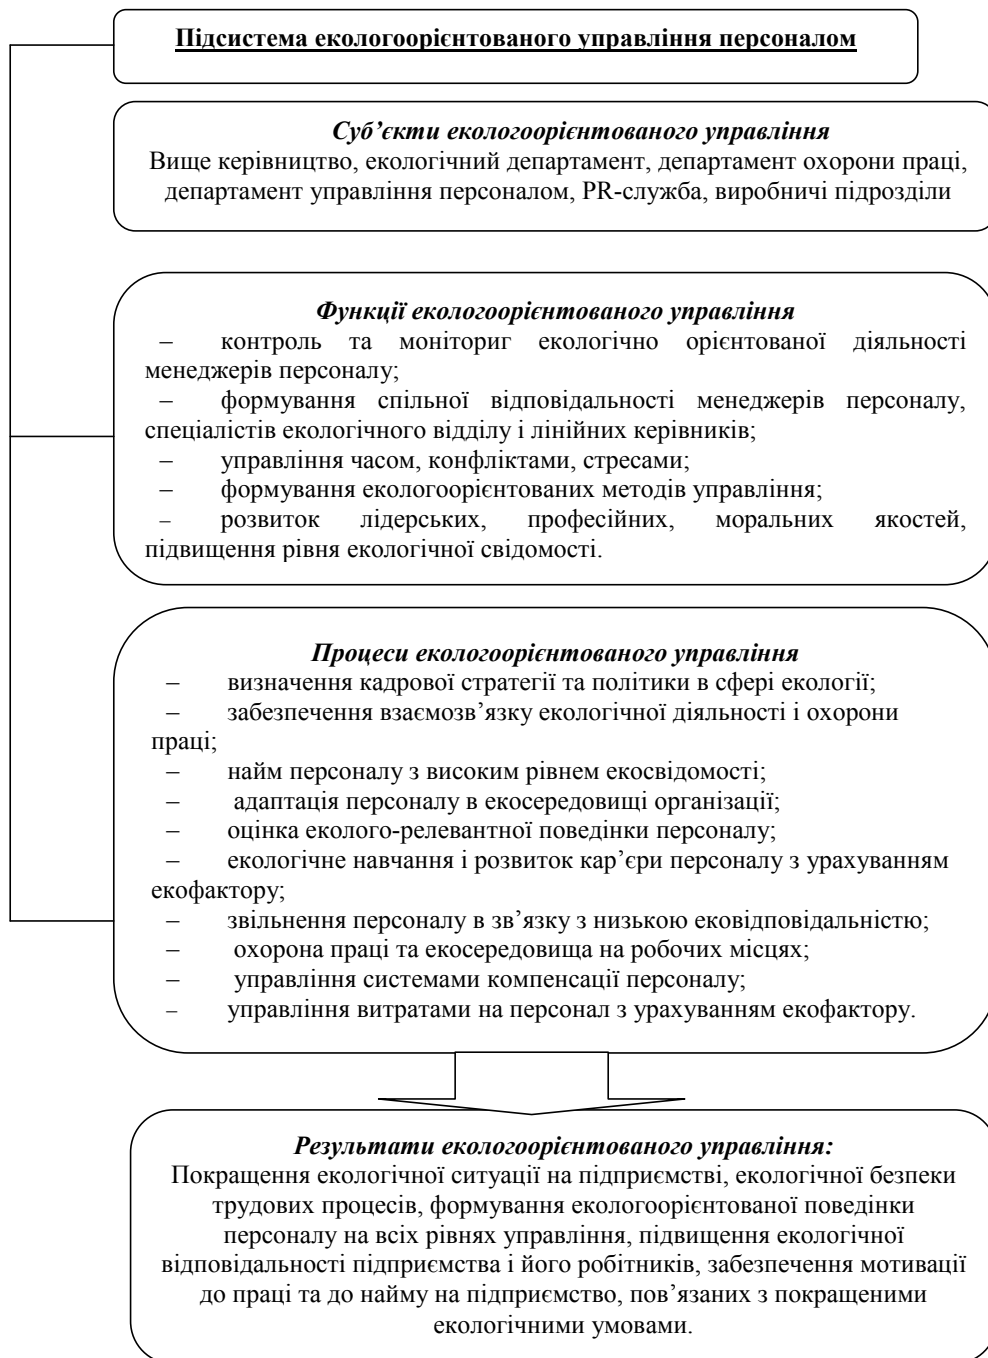 Підсистема екологоорієнтованого управління персоналом
Суб’єкти екологоорієнтованого управління
Вище керівництво, екологічний департамент, департамент охорони праці,
департамент управління персоналом, PR-служба, виробничі підрозділи
Функції екологоорієнтованого управління
– контроль та моніториг екологічно орієнтованої діяльності
менеджерів персоналу;
– формування спільної відповідальності менеджерів персоналу,
спеціалістів екологічного відділу і лінійних керівників;
– управління часом, конфліктами, стресами;
– формування екологоорієнтованих методів управління;
– розвиток лідерських, професійних, моральних якостей,
підвищення рівня екологічної свідомості.
Процеси екологоорієнтованого управління
– визначення кадрової стратегії та політики в сфері екології;
– забезпечення взаємозв’язку екологічної діяльності і охорони
праці;
– найм персоналу з високим рівнем екосвідомості;
– адаптація персоналу в екосередовищі організації;
– оцінка еколого-релевантної поведінки персоналу;
– екологічне навчання і розвиток кар’єри персоналу з урахуванням
екофактору;
– звільнення персоналу в зв’язку з низькою ековідповідальністю;
– охорона праці та екосередовища на робочих місцях;
– управління системами компенсації персоналу;
– управління витратами на персонал з урахуванням екофактору.
Результати екологоорієнтованого управління:
Покращення екологічної ситуації на підприємстві, екологічної безпеки
трудових процесів, формування екологоорієнтованої поведінки
персоналу на всіх рівнях управління, підвищення екологічної
відповідальності підприємства і його робітників, забезпечення мотивації
до праці та до найму на підприємство, пов’язаних з покращеними
екологічними умовами.